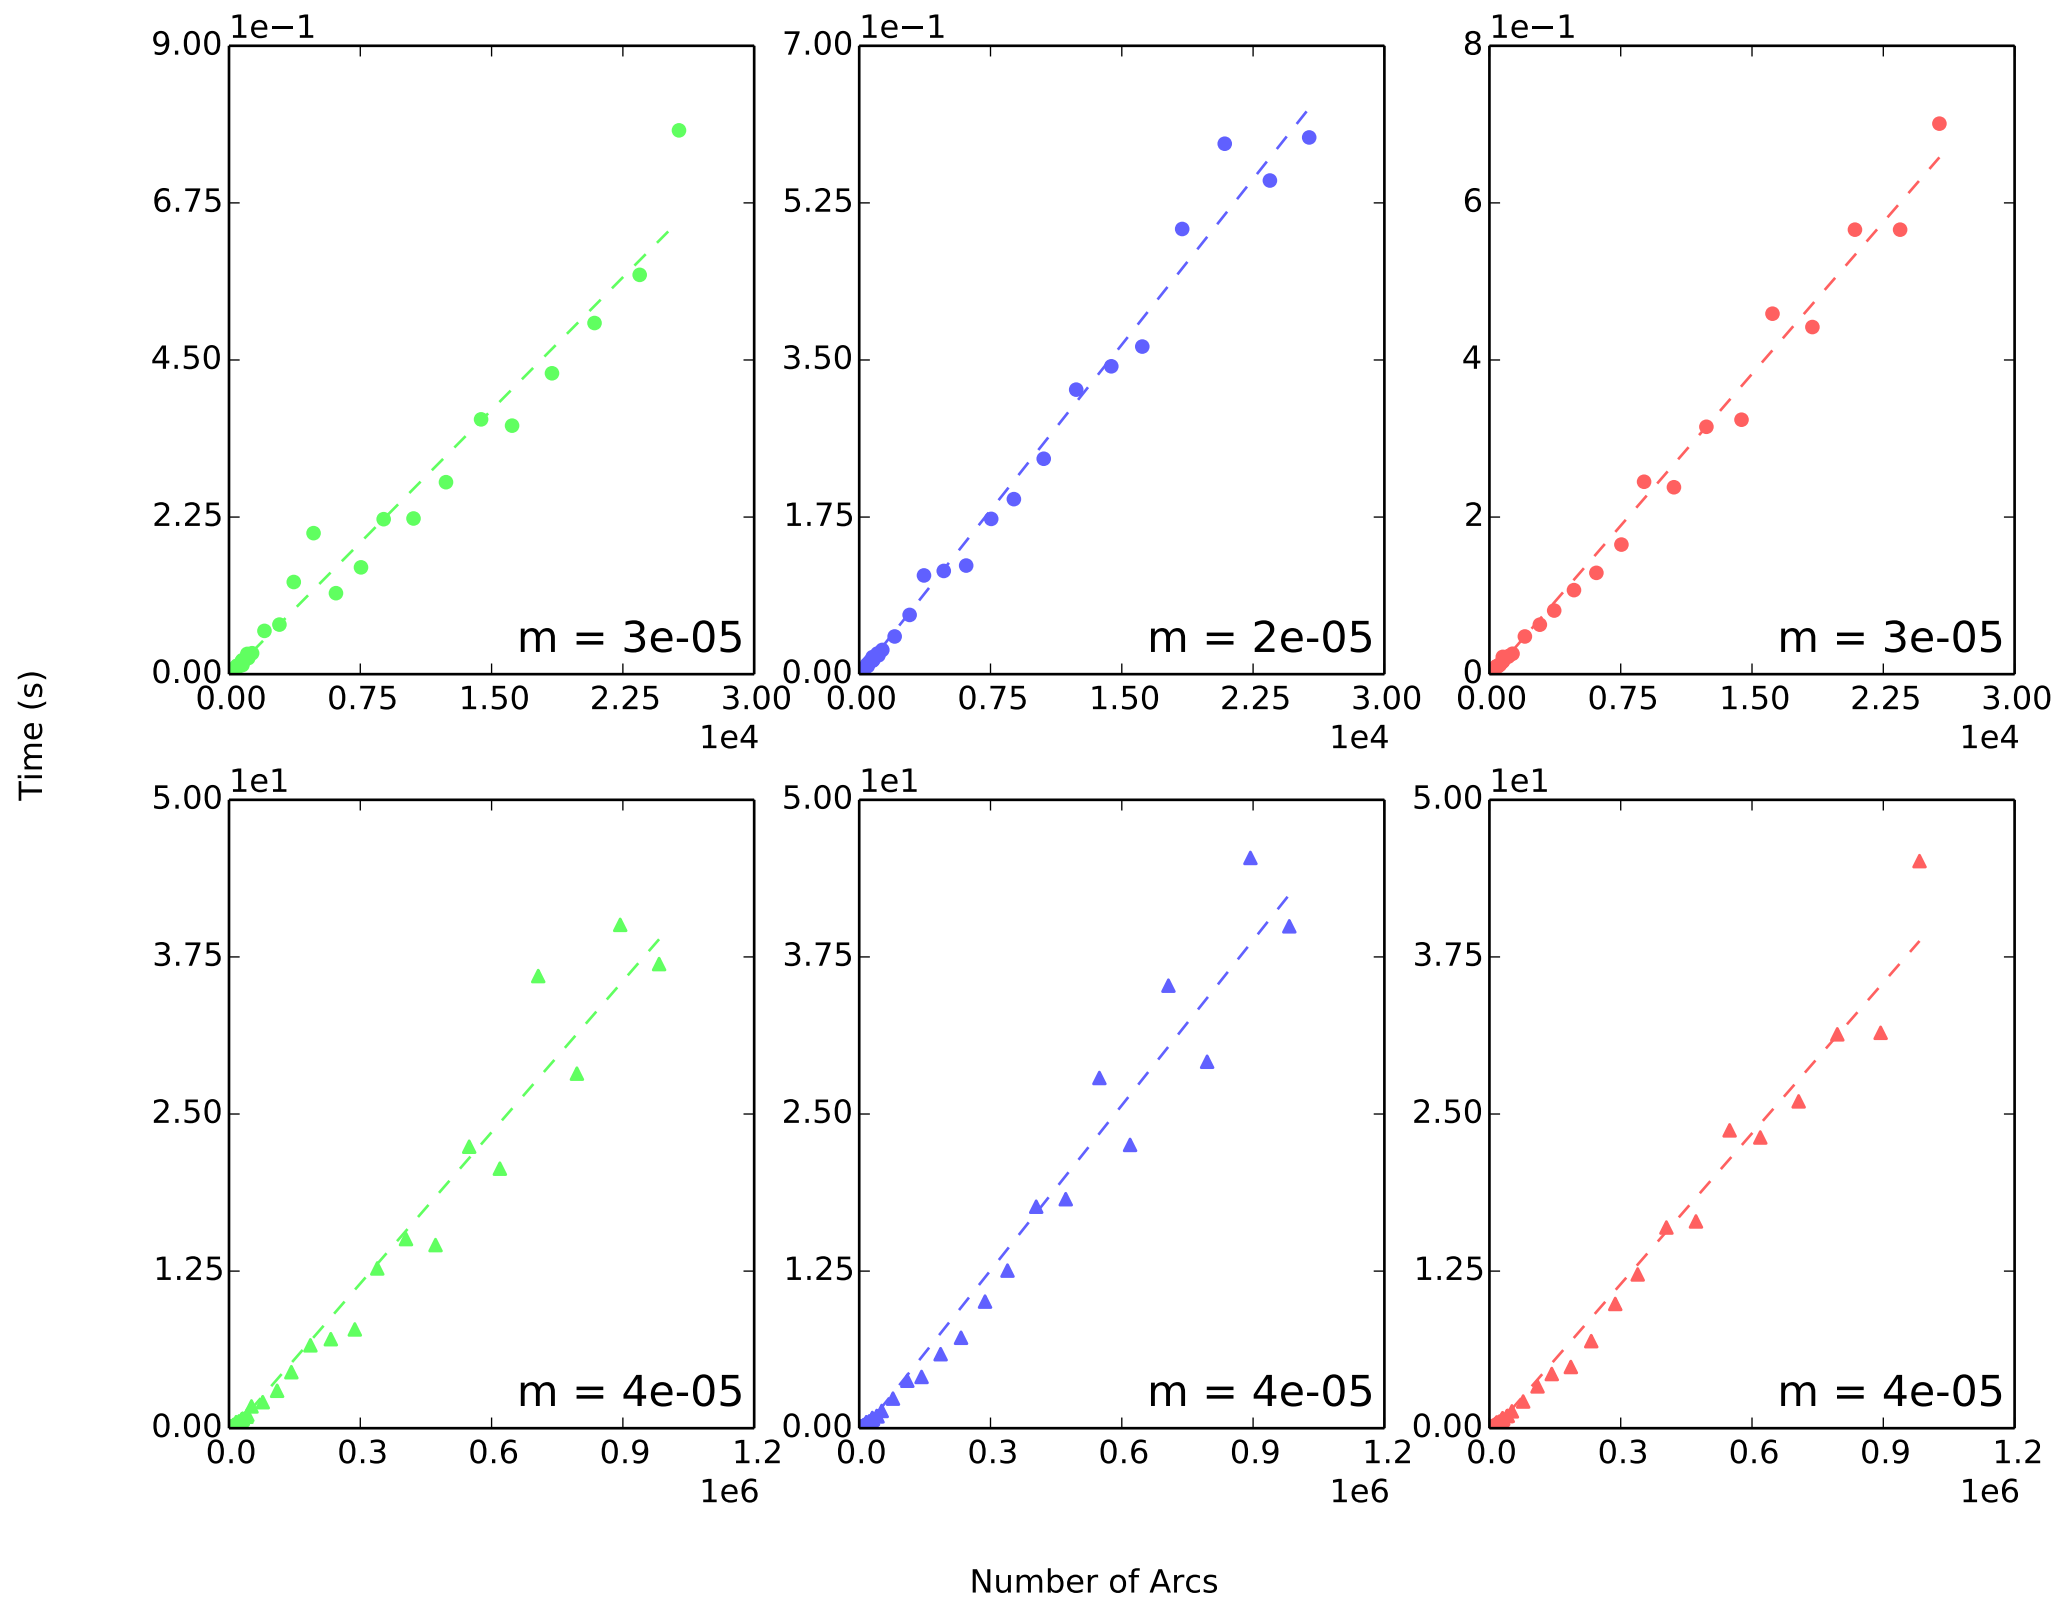 1e−1 1e−1 1e−1
9.00 7.00 8
6.75 5.25 6
4.50 3.50 4
2.25 1.75 2
m = 3e-05 m = 2e-05 m = 3e-05
0.00 0.00 0
0.00 0.75 1.50 2.25 3.00 0.00 0.75 1.50 2.25 3.00 0.00 0.75 1.50 2.25 3.00
1e4 1e4 1e4
Time (s)
1e1 1e1 1e1
5.00 5.00 5.00
3.75 3.75 3.75
2.50 2.50 2.50
1.25 1.25 1.25
m = 4e-05 m = 4e-05 m = 4e-05
0.00 0.00 0.00
0.0 0.3 0.6 0.9 1.2 0.0 0.3 0.6 0.9 1.2 0.0 0.3 0.6 0.9 1.2
1e6 1e6 1e6
Number of Arcs